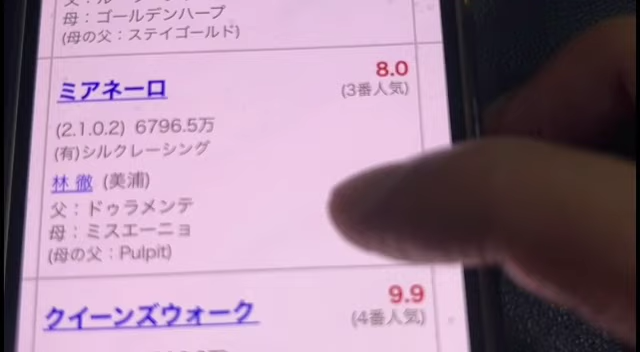 母：ゴールデンハープ
(母の父：ステイゴールド)
8.0
ミアネーロ
(3番人気)
(2.1.0.2) 6796.5万
(有)シルクレーシング
林 徹 (美浦)
父：ドゥラメンテ
母：ミスエーニョ
(母の父：Pulpit)
9.9
クイーンズウォーク
(4番人気)